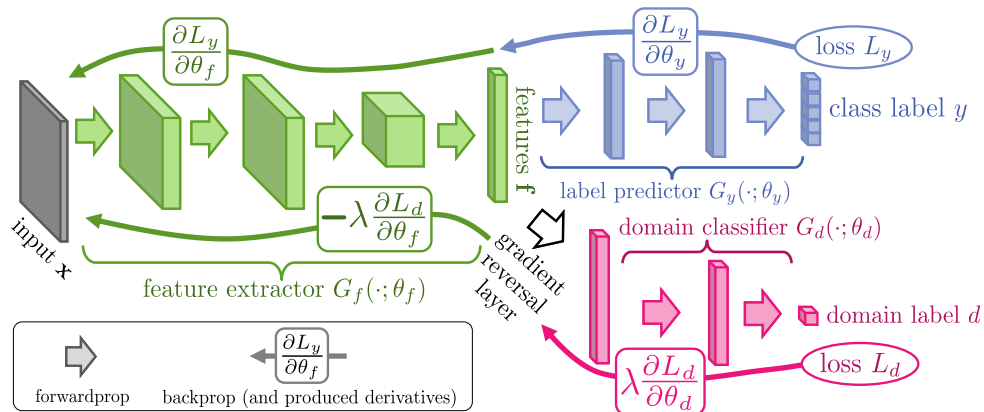 ∂L_y/∂θ_f
∂L_y/∂θ_y
loss L_y
features f
class label y
label predictor G_y(·;θ_y)
−λ ∂L_d/∂θ_f
input x
feature extractor G_f(·;θ_f)
gradient
reversal
layer
domain classifier G_d(·;θ_d)
domain label d
λ ∂L_d/∂θ_d
loss L_d
∂L_y/∂θ_f
forwardprop
backprop (and produced derivatives)